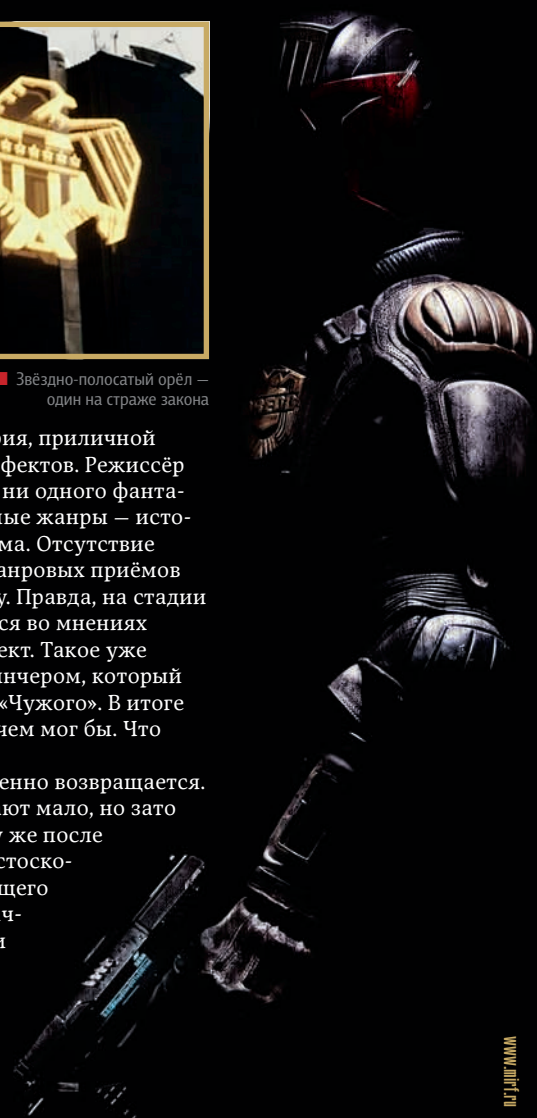 Звёздно-полосатый орёл —
один на страже закона
рия, приличной
фектов. Режиссёр
ни одного фанта-
ные жанры — исто-
ма. Отсутствие
анровых приёмов
у. Правда, на стадии
ся во мнениях
ект. Такое уже
нчером, который
«Чужого». В итоге
чем мог бы. Что
енно возвращается.
ют мало, но зато
у же после
стоско-
щего
ч-
и
www.mirf.ru